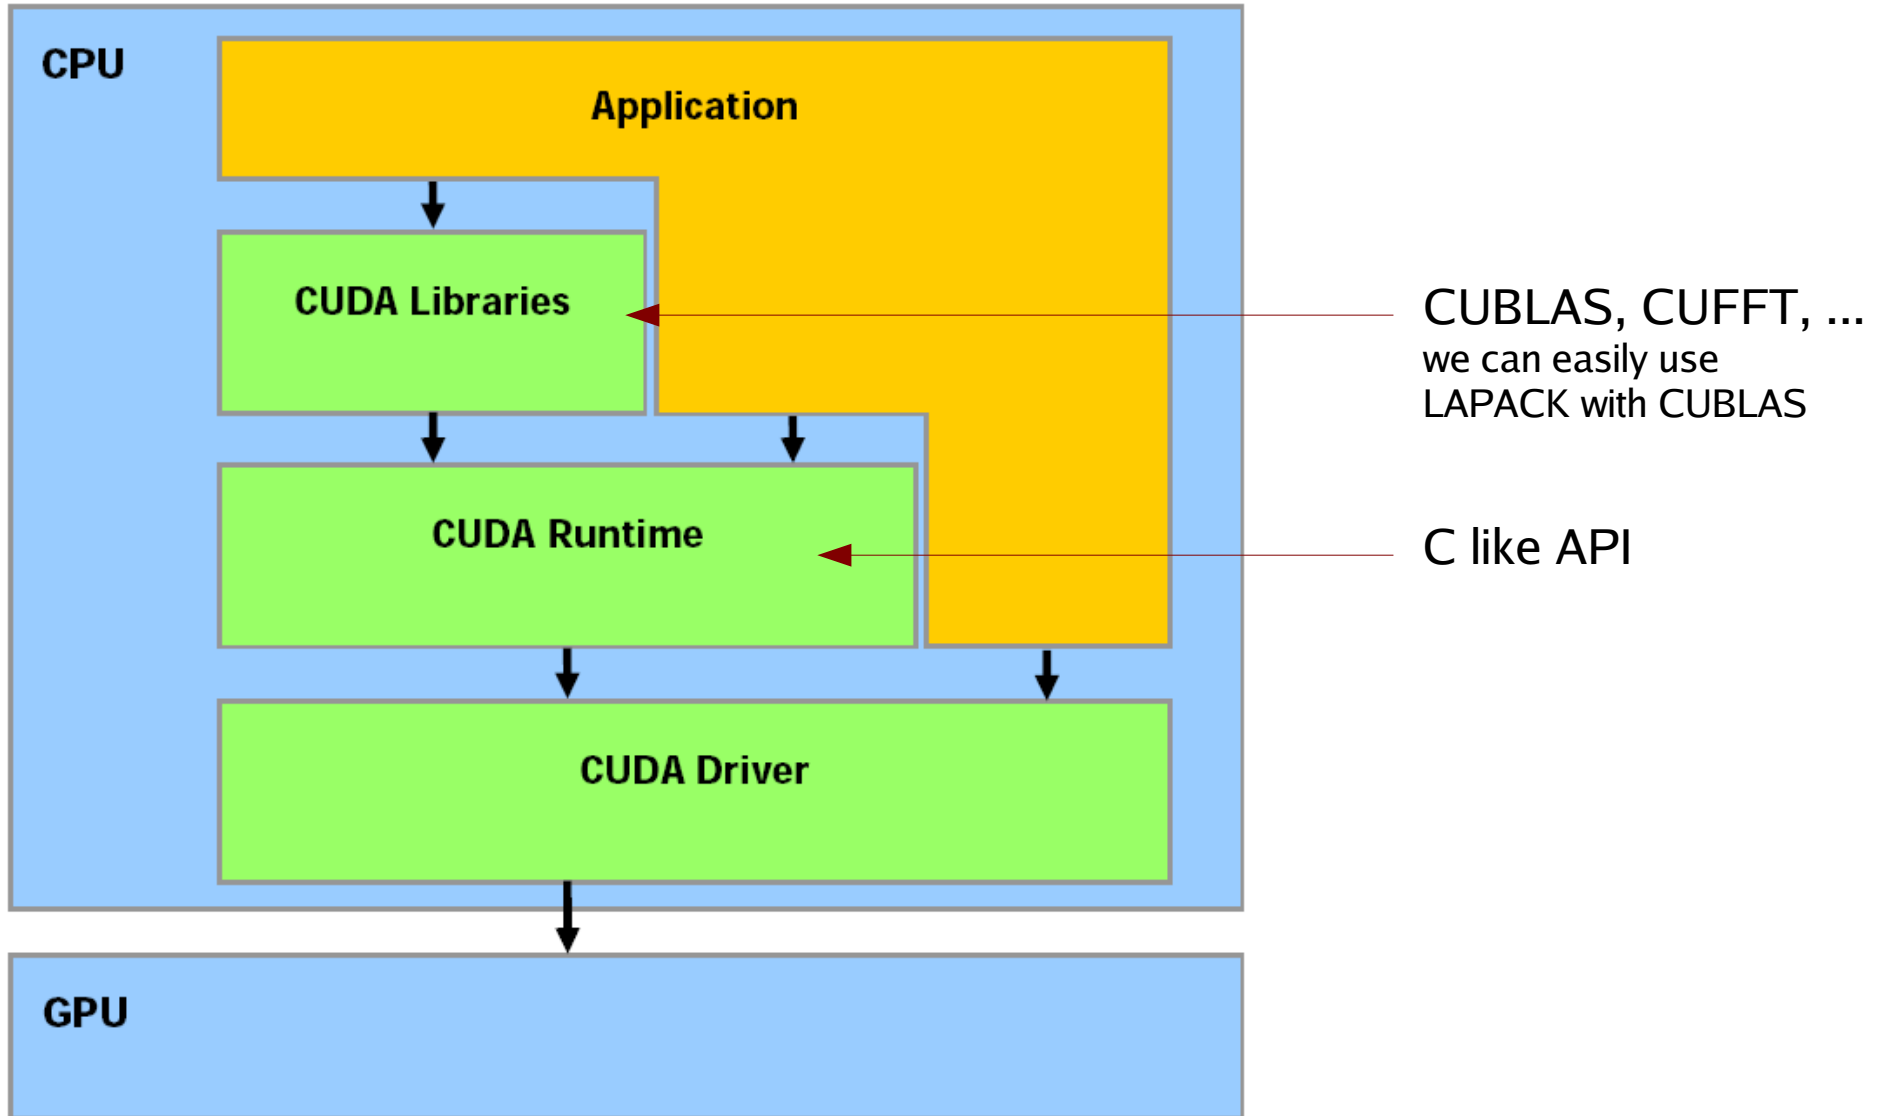 CPU
Application
CUDA Libraries
CUBLAS, CUFFT, ...
we can easily use
LAPACK with CUBLAS
CUDA Runtime
C like API
CUDA Driver
GPU